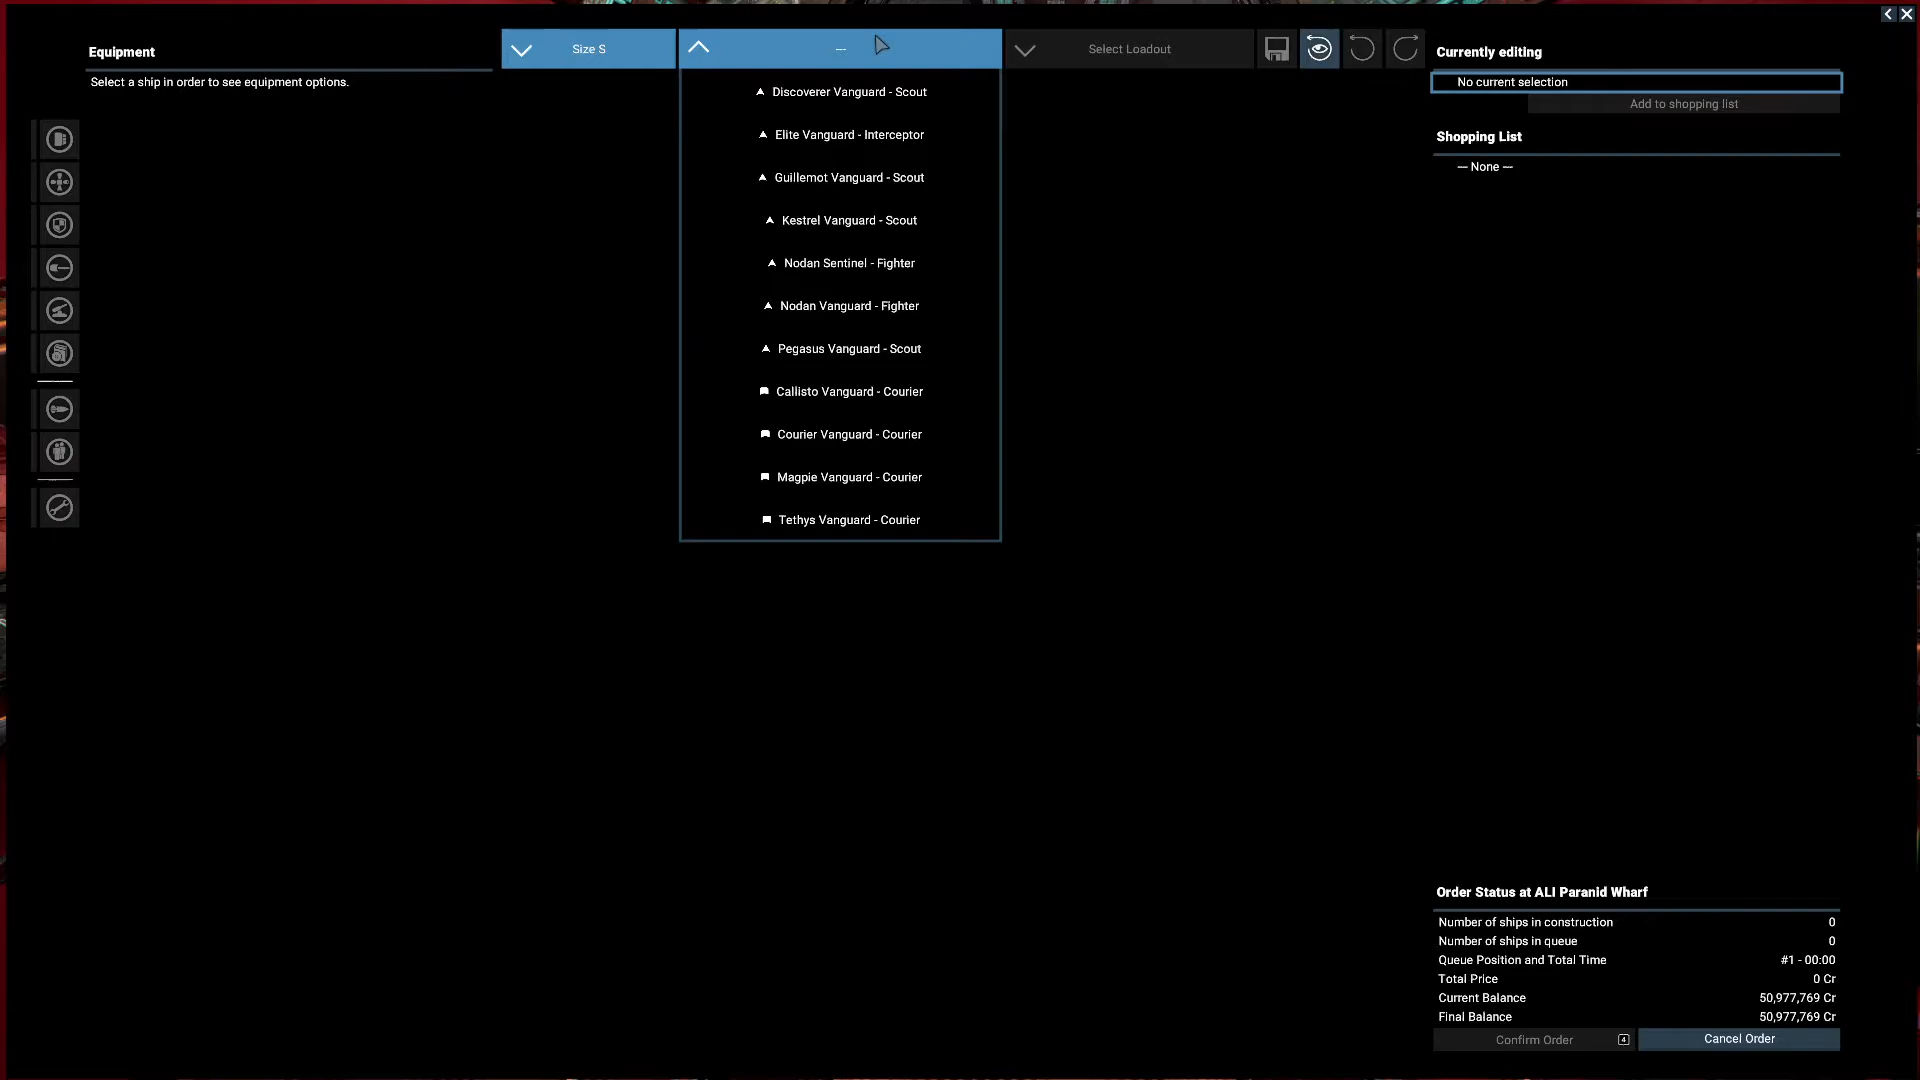 Equipment
Select a ship in order to see equipment options.
Size S
---
Select Loadout
Discoverer Vanguard - Scout
Elite Vanguard - Interceptor
Guillemot Vanguard - Scout
Kestrel Vanguard - Scout
Nodan Sentinel - Fighter
Nodan Vanguard - Fighter
Pegasus Vanguard - Scout
Callisto Vanguard - Courier
Courier Vanguard - Courier
Magpie Vanguard - Courier
Tethys Vanguard - Courier
Currently editing
No current selection
Add to shopping list
Shopping List
--- None ---
Order Status at ALI Paranid Wharf
Number of ships in construction 0
Number of ships in queue 0
Queue Position and Total Time #1 - 00:00
Total Price 0 Cr
Current Balance 50,977,769 Cr
Final Balance 50,977,769 Cr
Confirm Order 4
Cancel Order